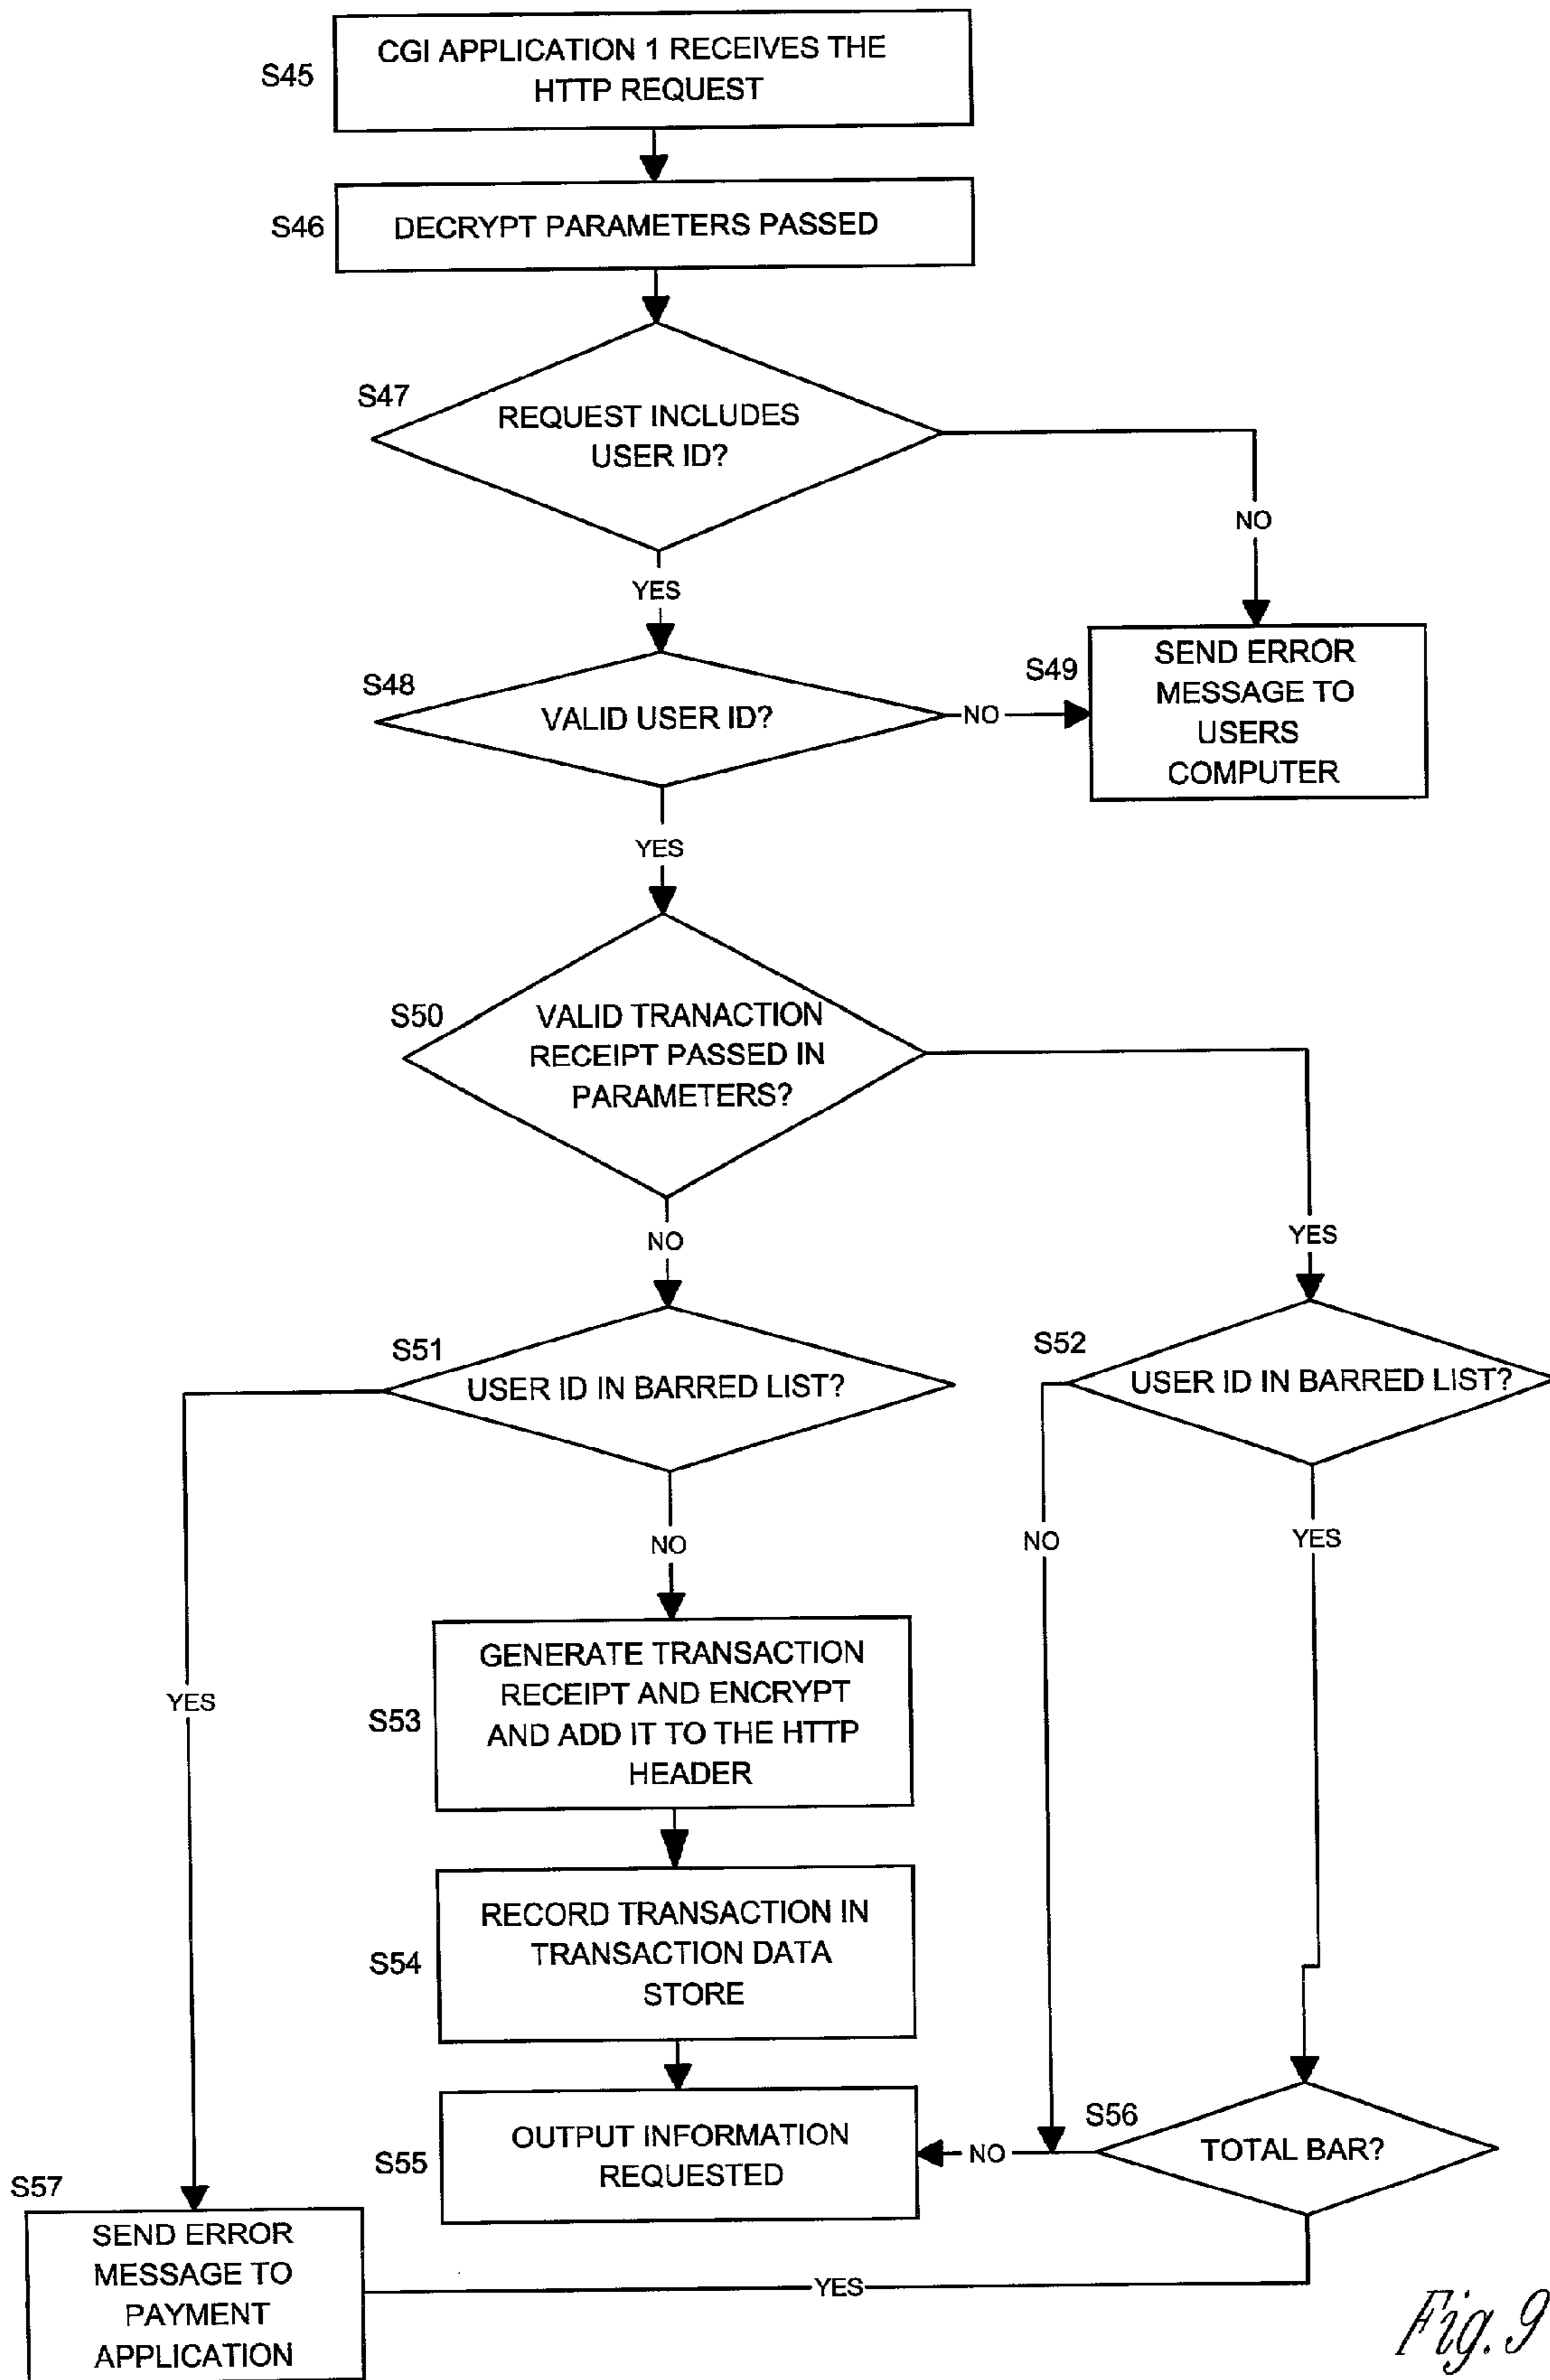 S45
CGI APPLICATION 1 RECEIVES THE
HTTP REQUEST
S46
DECRYPT PARAMETERS PASSED
S47
REQUEST INCLUDES
USER ID?
NO
YES
S48
VALID USER ID?
NO
S49
SEND ERROR
MESSAGE TO
USERS
COMPUTER
YES
S50
VALID TRANACTION
RECEIPT PASSED IN
PARAMETERS?
NO
YES
S51
USER ID IN BARRED LIST?
S52
USER ID IN BARRED LIST?
NO
NO
YES
YES
S53
GENERATE TRANSACTION
RECEIPT AND ENCRYPT
AND ADD IT TO THE HTTP
HEADER
S54
RECORD TRANSACTION IN
TRANSACTION DATA
STORE
S55
OUTPUT INFORMATION
REQUESTED
NO
S56
TOTAL BAR?
S57
SEND ERROR
MESSAGE TO
PAYMENT
APPLICATION
YES
Fig. 9